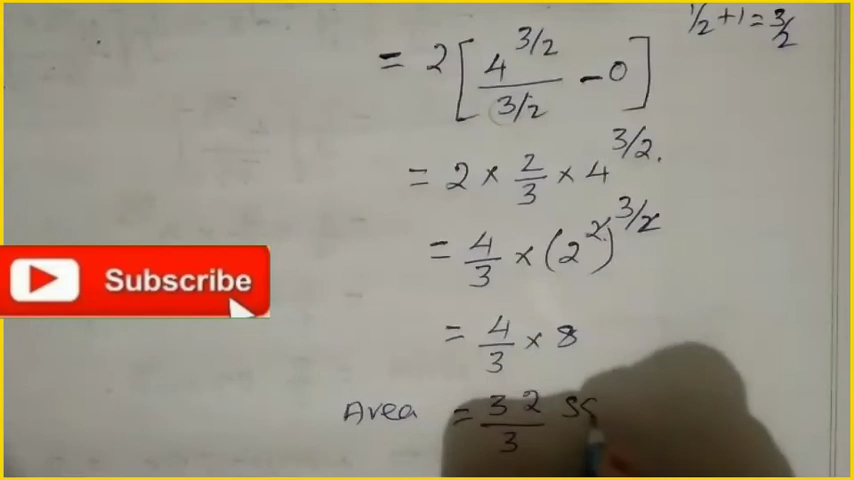 1/2 + 1 = 3/2
= 2 [ 4^3/2 / 3/2 - 0 ]
= 2 × 2/3 × 4^3/2.
= 4/3 × (2^2)^3/2
Subscribe
= 4/3 × 8
Area = 32/3